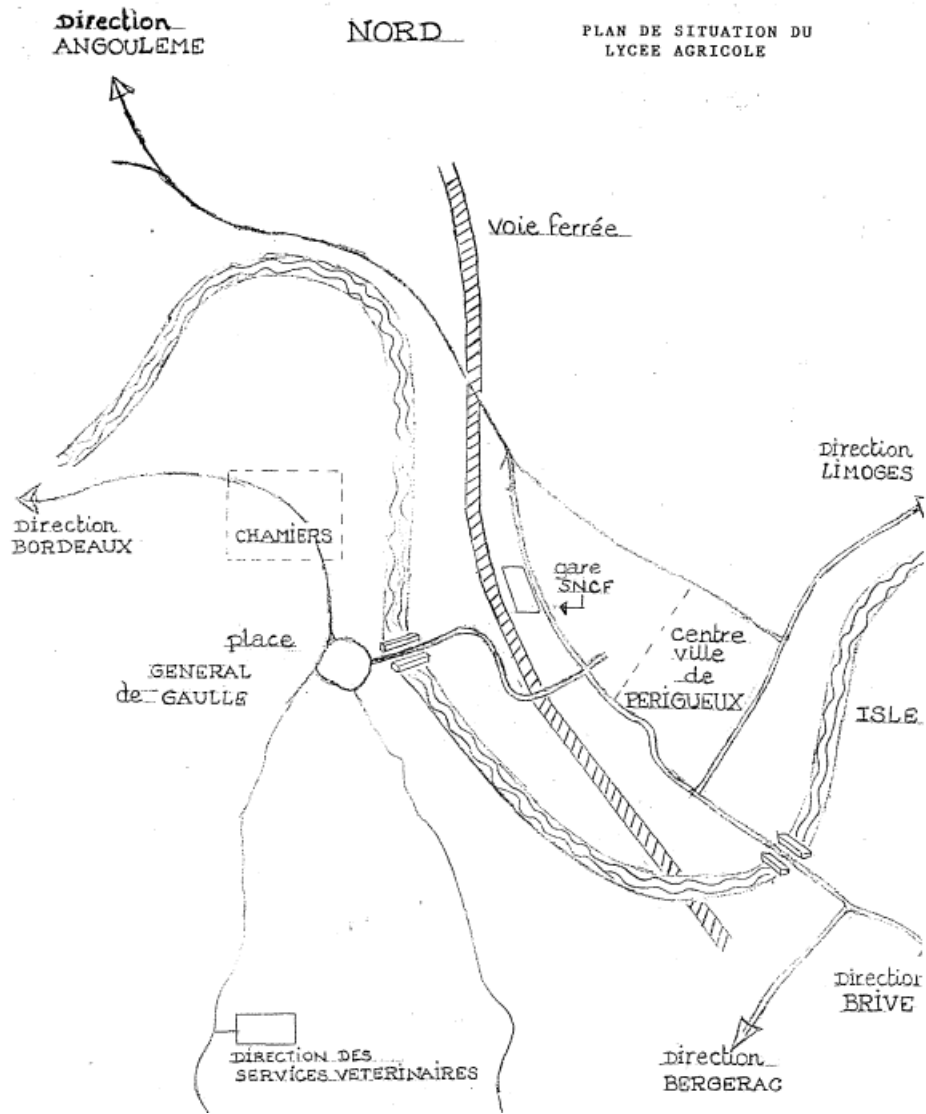 Direction
ANGOULEME
NORD
PLAN DE SITUATION DU
LYCEE AGRICOLE
Voie ferrée
Direction
LIMOGES
Direction
BORDEAUX
CHAMIERS
gare
SNCF
place
GENERAL
de GAULLE
centre
ville
de
PERIGUEUX
ISLE
Direction
BRIVE
DIRECTION DES
SERVICES VETERINAIRES
Direction
BERGERAC